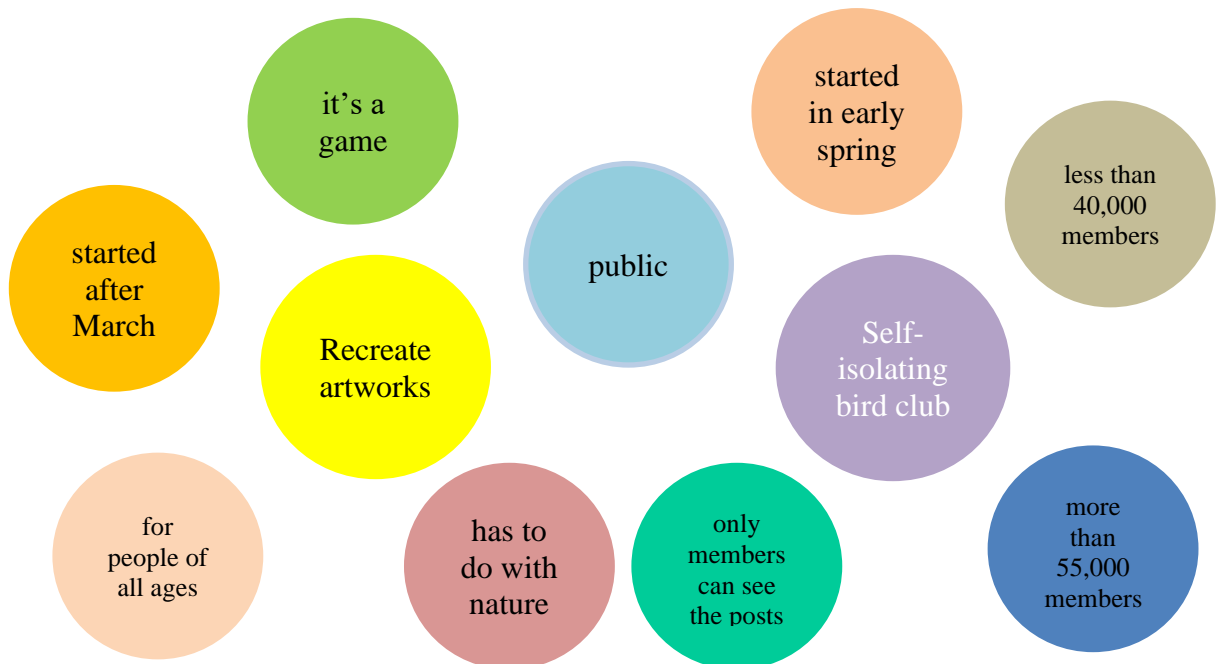 it's a
game
started
in early
spring
less than
40,000
members
started
after
March
public
Recreate
artworks
Self-
isolating
bird club
for
people of
all ages
has to
do with
nature
only
members
can see
the posts
more
than
55,000
members